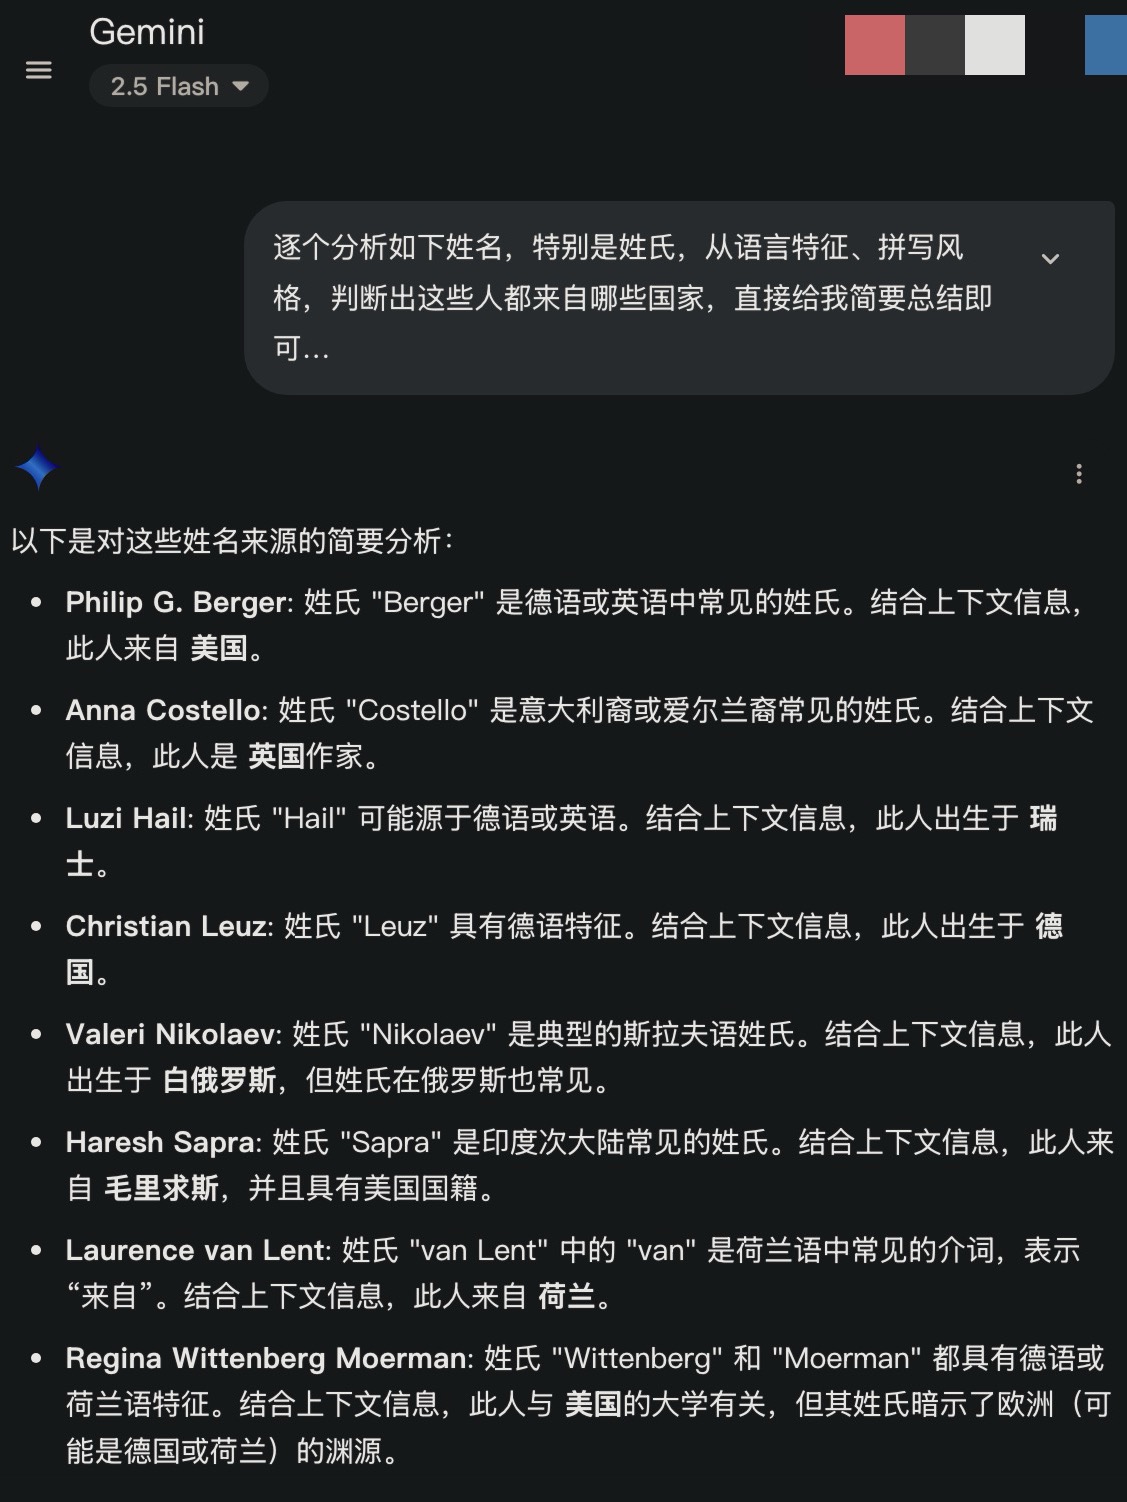 Gemini
2.5 Flash
逐个分析如下姓名，特别是姓氏，从语言特征、拼写风
格，判断出这些人都来自哪些国家，直接给我简要总结即
可...
以下是对这些姓名来源的简要分析：
• Philip G. Berger: 姓氏 "Berger" 是德语或英语中常见的姓氏。结合上下文信息，
此人来自 美国。
• Anna Costello: 姓氏 "Costello" 是意大利裔或爱尔兰裔常见的姓氏。结合上下文
信息，此人是 英国作家。
• Luzi Hail: 姓氏 "Hail" 可能源于德语或英语。结合上下文信息，此人出生于 瑞
士。
• Christian Leuz: 姓氏 "Leuz" 具有德语特征。结合上下文信息，此人出生于 德
国。
• Valeri Nikolaev: 姓氏 "Nikolaev" 是典型的斯拉夫语姓氏。结合上下文信息，此人
出生于 白俄罗斯，但姓氏在俄罗斯也常见。
• Haresh Sapra: 姓氏 "Sapra" 是印度次大陆常见的姓氏。结合上下文信息，此人来
自 毛里求斯，并且具有美国国籍。
• Laurence van Lent: 姓氏 "van Lent" 中的 "van" 是荷兰语中常见的介词，表示
“来自”。结合上下文信息，此人来自 荷兰。
• Regina Wittenberg Moerman: 姓氏 "Wittenberg" 和 "Moerman" 都具有德语或
荷兰语特征。结合上下文信息，此人与 美国的大学有关，但其姓氏暗示了欧洲（可
能是德国或荷兰）的渊源。